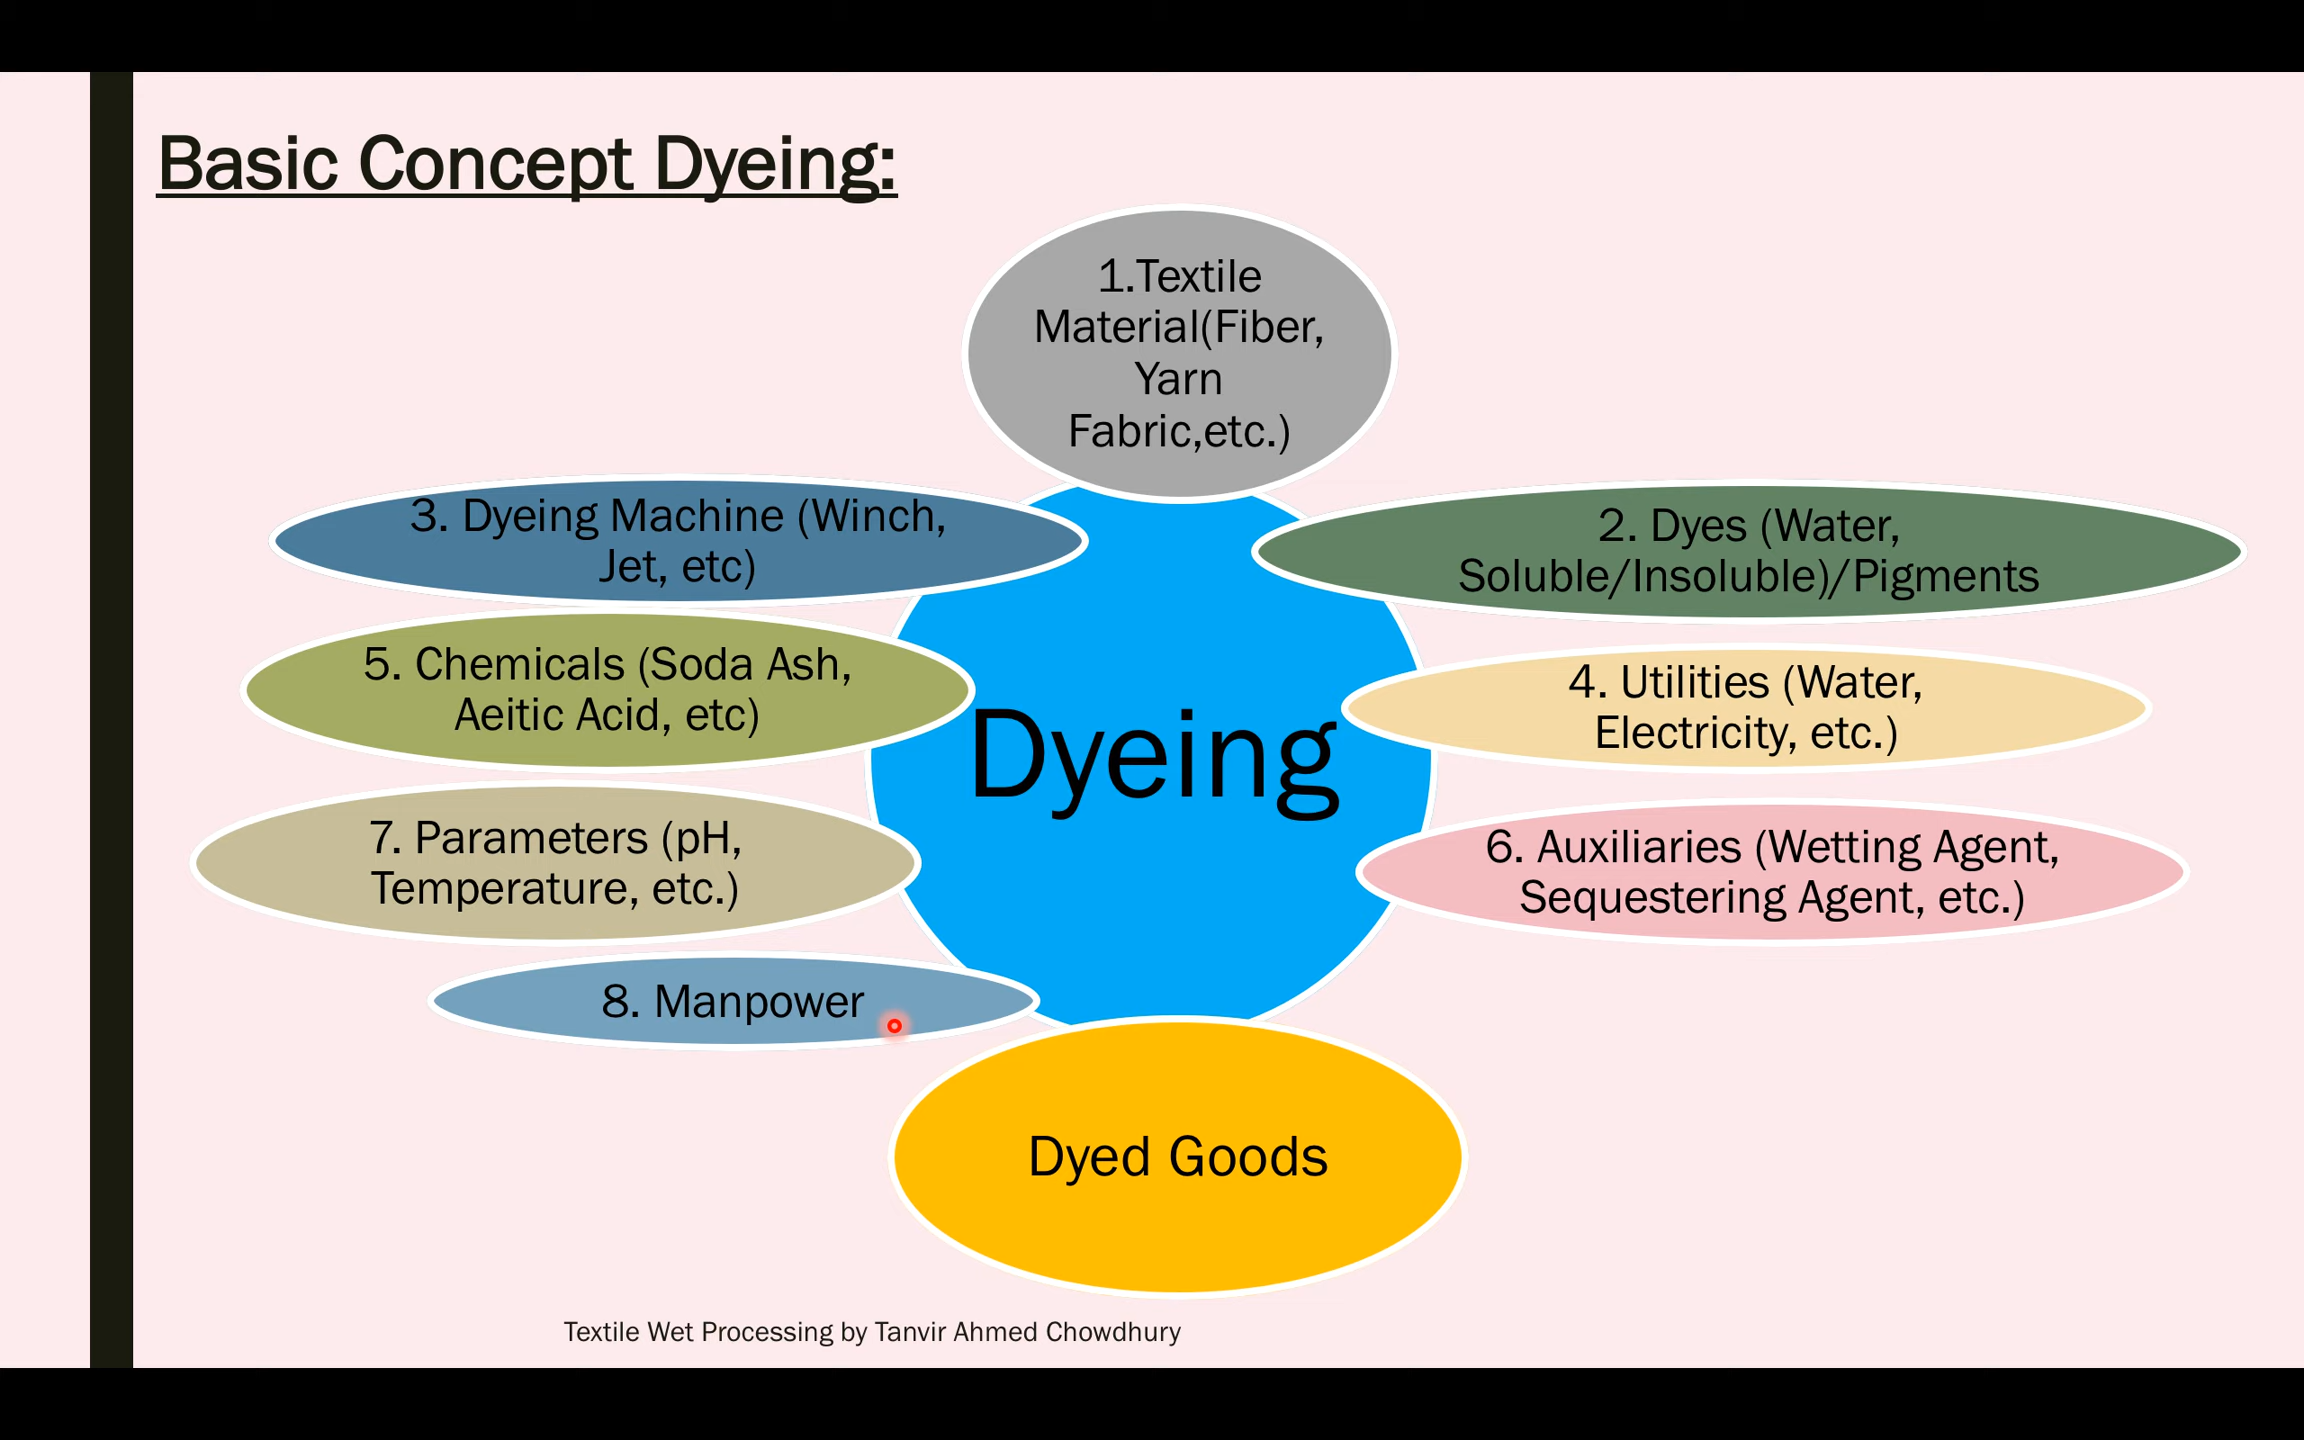 Basic Concept Dyeing:
1.Textile
Material(Fiber,
Yarn
Fabric,etc.)
3. Dyeing Machine (Winch,
Jet, etc)
2. Dyes (Water,
Soluble/Insoluble)/Pigments
5. Chemicals (Soda Ash,
Aeitic Acid, etc)
4. Utilities (Water,
Electricity, etc.)
Dyeing
7. Parameters (pH,
Temperature, etc.)
6. Auxiliaries (Wetting Agent,
Sequestering Agent, etc.)
8. Manpower
Dyed Goods
Textile Wet Processing by Tanvir Ahmed Chowdhury